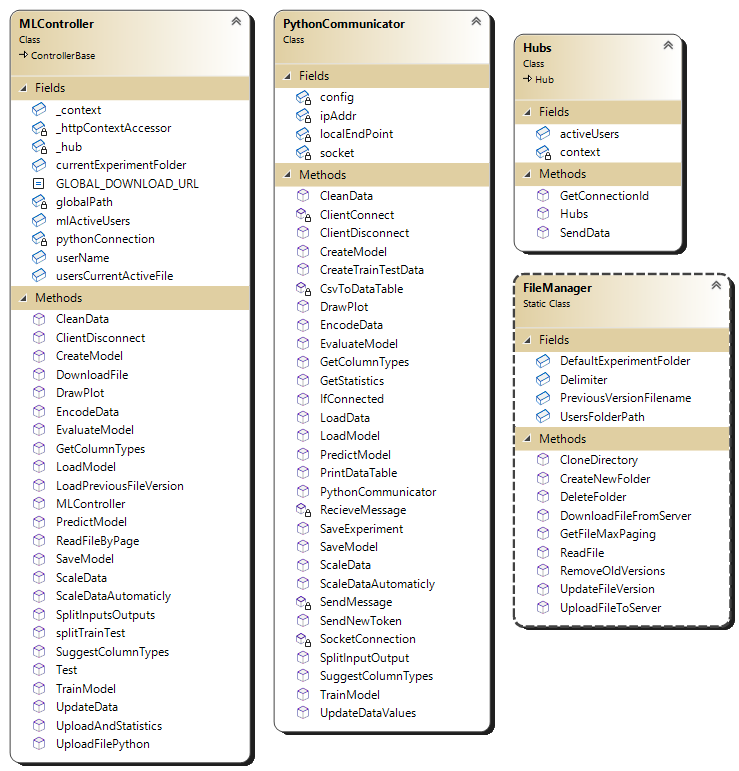 MLController
Class
ControllerBase
Fields
_context
_httpContextAccessor
_hub
currentExperimentFolder
GLOBAL_DOWNLOAD_URL
globalPath
mlActiveUsers
pythonConnection
userName
usersCurrentActiveFile
Methods
CleanData
ClientDisconnect
CreateModel
DownloadFile
DrawPlot
EncodeData
EvaluateModel
GetColumnTypes
LoadModel
LoadPreviousFileVersion
MLController
PredictModel
ReadFileByPage
SaveModel
ScaleData
ScaleDataAutomaticly
SplitInputsOutputs
splitTrainTest
SuggestColumnTypes
Test
TrainModel
UpdateData
UploadAndStatistics
UploadFilePython
PythonCommunicator
Class
Fields
config
ipAddr
localEndPoint
socket
Methods
CleanData
ClientConnect
ClientDisconnect
CreateModel
CreateTrainTestData
CsvToDataTable
DrawPlot
EncodeData
EvaluateModel
GetColumnTypes
GetStatistics
IfConnected
LoadData
LoadModel
PredictModel
PrintDataTable
PythonCommunicator
RecieveMessage
SaveExperiment
SaveModel
ScaleData
ScaleDataAutomaticly
SendMessage
SendNewToken
SocketConnection
SplitInputOutput
SuggestColumnTypes
TrainModel
UpdateDataValues
Hubs
Class
Hub
Fields
activeUsers
context
Methods
GetConnectionId
Hubs
SendData
FileManager
Static Class
Fields
DefaultExperimentFolder
Delimiter
PreviousVersionFilename
UsersFolderPath
Methods
CloneDirectory
CreateNewFolder
DeleteFolder
DownloadFileFromServer
GetFileMaxPaging
ReadFile
RemoveOldVersions
UpdateFileVersion
UploadFileToServer